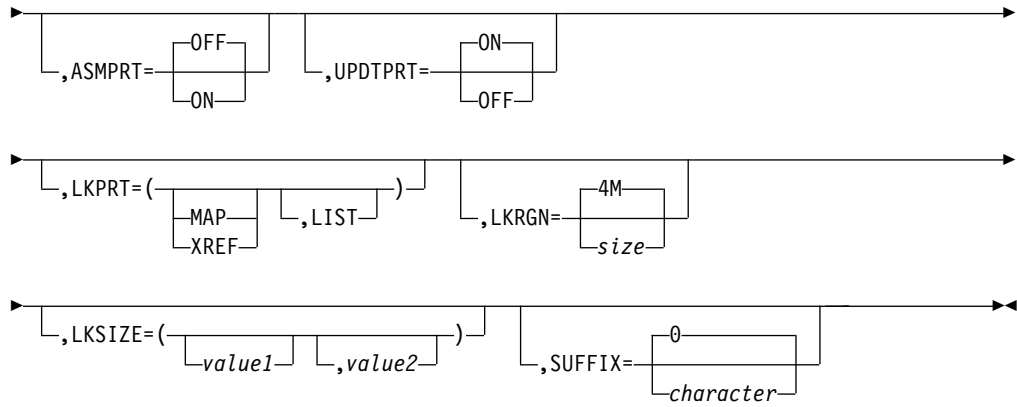 OFF ON
,ASMPRT= ,UPDTPRT=
ON OFF
,LKPRT=( ) 4M
MAP ,LIST ,LKRGN=
XREF size
,LKSIZE=( ) 0
value1 ,value2 ,SUFFIX=
character